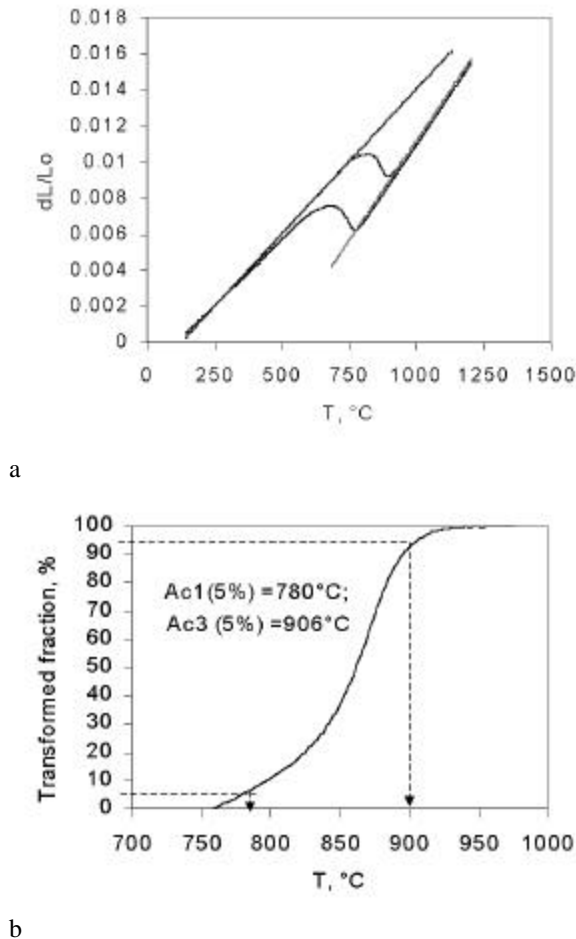 0.018
0.016
0.014
0.012
0.01
0.008
0.006
0.004
0.002
0
dL/Lo
0 250 500 750 1000 1250 1500
T, °C
a
100
90
80
70
60
50
40
30
20
10
0
Transformed fraction, %
Ac1(5%) =780°C;
Ac3 (5%) =906°C
700 750 800 850 900 950 1000
T, °C
b